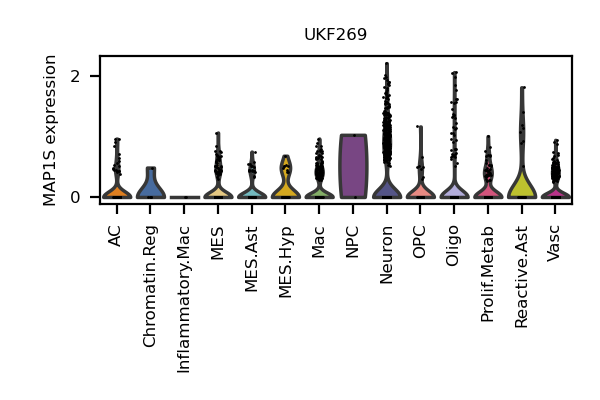 UKF269
MAP1S expression
2
0
AC
Chromatin.Reg
Inflammatory.Mac
MES
MES.Ast
MES.Hyp
Mac
NPC
Neuron
OPC
Oligo
Prolif.Metab
Reactive.Ast
Vasc